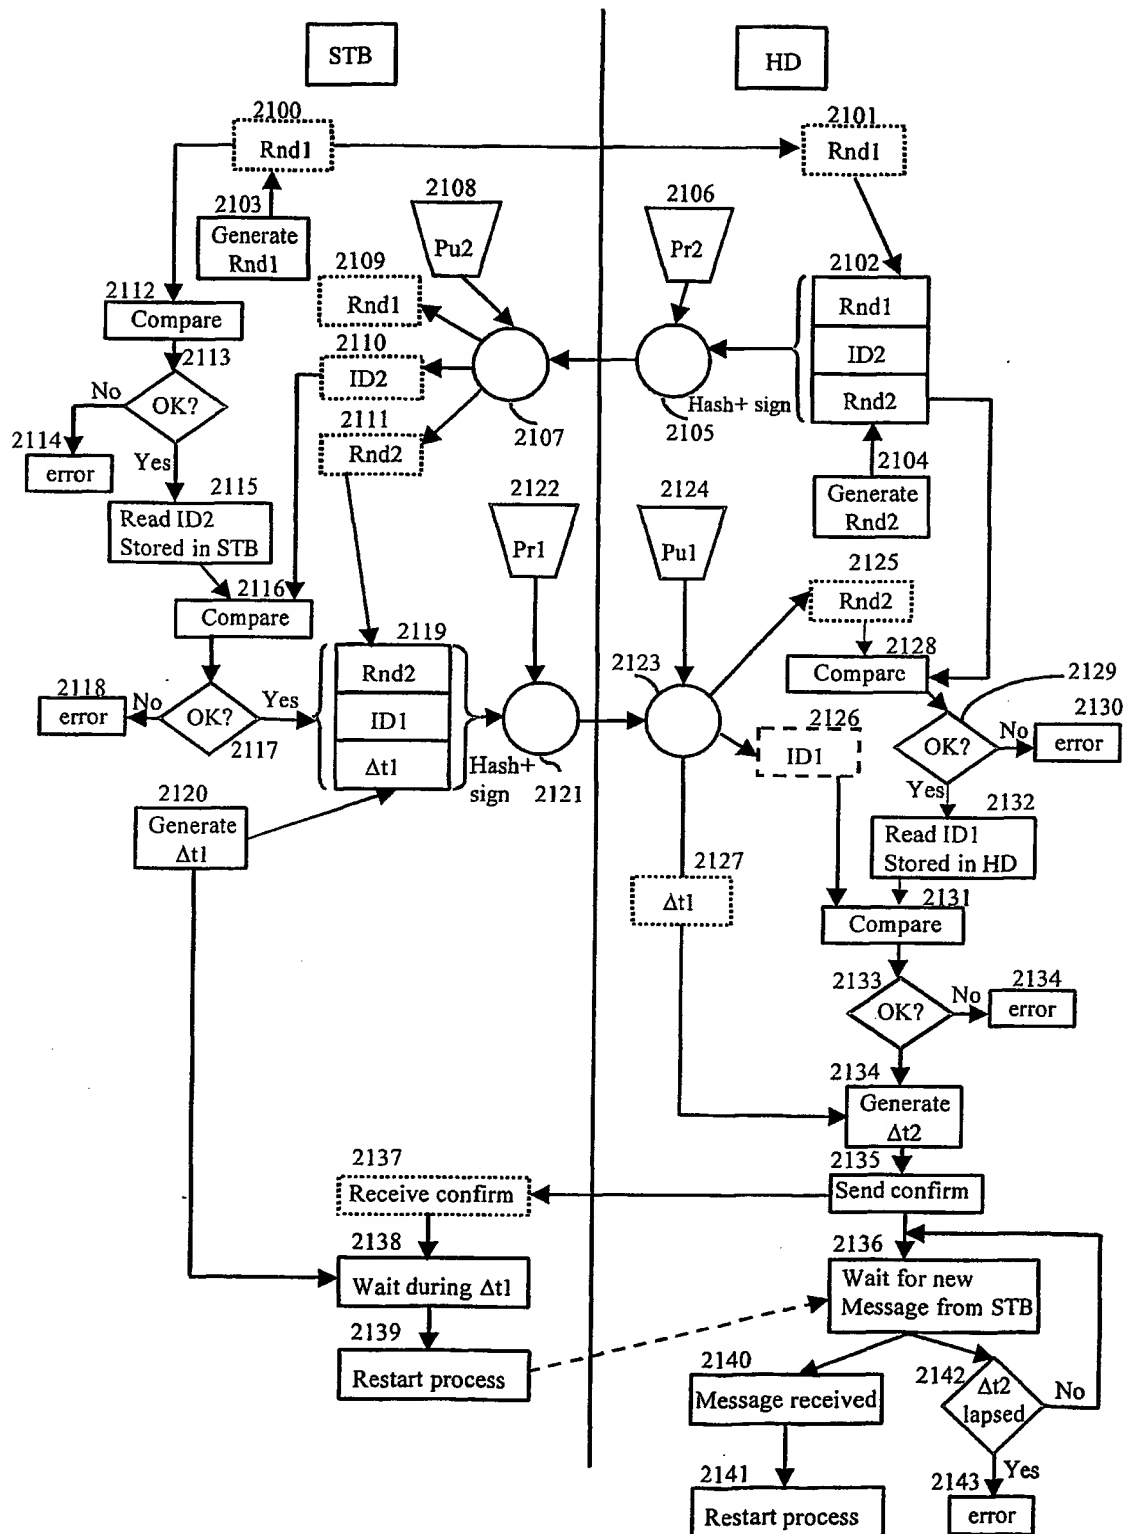 STB
HD
2100
Rnd1
2101
Rnd1
2103
Generate
Rnd1
2108
Pu2
2106
Pr2
2109
Rnd1
2102
Rnd1
ID2
Rnd2
2112
Compare
2113
OK?
No
2110
ID2
2107
2105
Hash+ sign
2114
error
Yes
2111
Rnd2
2104
Generate
Rnd2
2115
Read ID2
Stored in STB
2122
Pr1
2124
Pu1
2125
Rnd2
2116
Compare
2119
Rnd2
ID1
Δt1
2123
2128
Compare
2129
2118
error
No
OK?
Yes
2117
Hash+
sign
2121
2126
ID1
OK?
No
2130
error
Yes
2120
Generate
Δt1
2132
Read ID1
Stored in HD
2127
Δt1
2131
Compare
2133
OK?
No
2134
error
2134
Generate
Δt2
2137
Receive confirm
2135
Send confirm
2138
Wait during Δt1
2136
Wait for new
Message from STB
2139
Restart process
2140
Message received
2142
Δt2
lapsed
No
2141
Restart process
Yes
2143
error